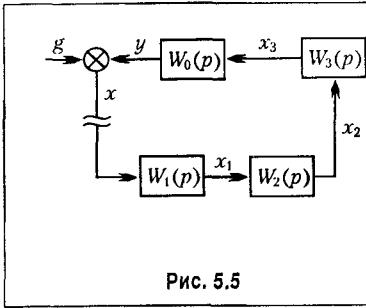 g y W₀(p) x₃ W₃(p)
x
x₂
W₁(p) x₁ W₂(p)
Рис. 5.5